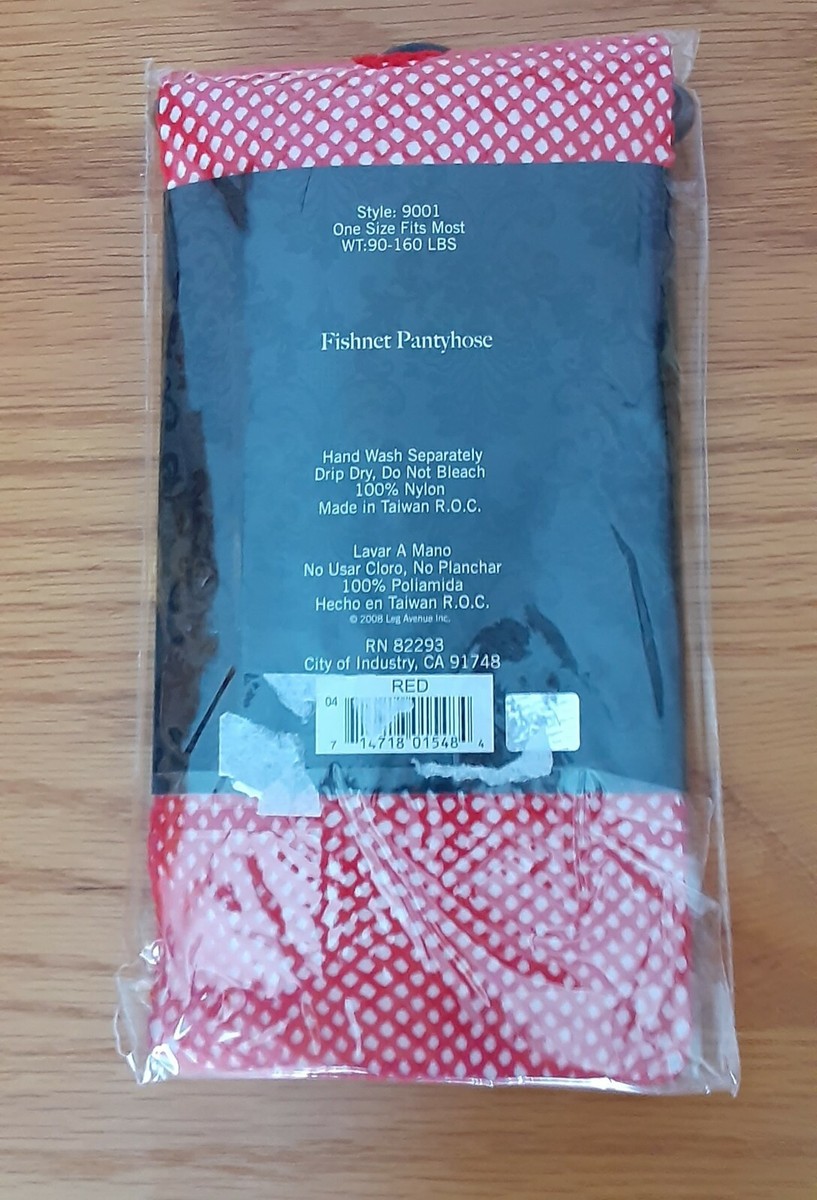 Style: 9001
One Size Fits Most
WT:90-160 LBS
Fishnet Pantyhose
Hand Wash Separately
Drip Dry, Do Not Bleach
100% Nylon
Made in Taiwan R.O.C.
Lavar A Mano
No Usar Cloro, No Planchar
100% Poliamida
Hecho en Taiwan R.O.C.
© 2008 Leg Avenue Inc.
RN 82293
City of Industry, CA 91748
RED
04
7 14718 01548 4